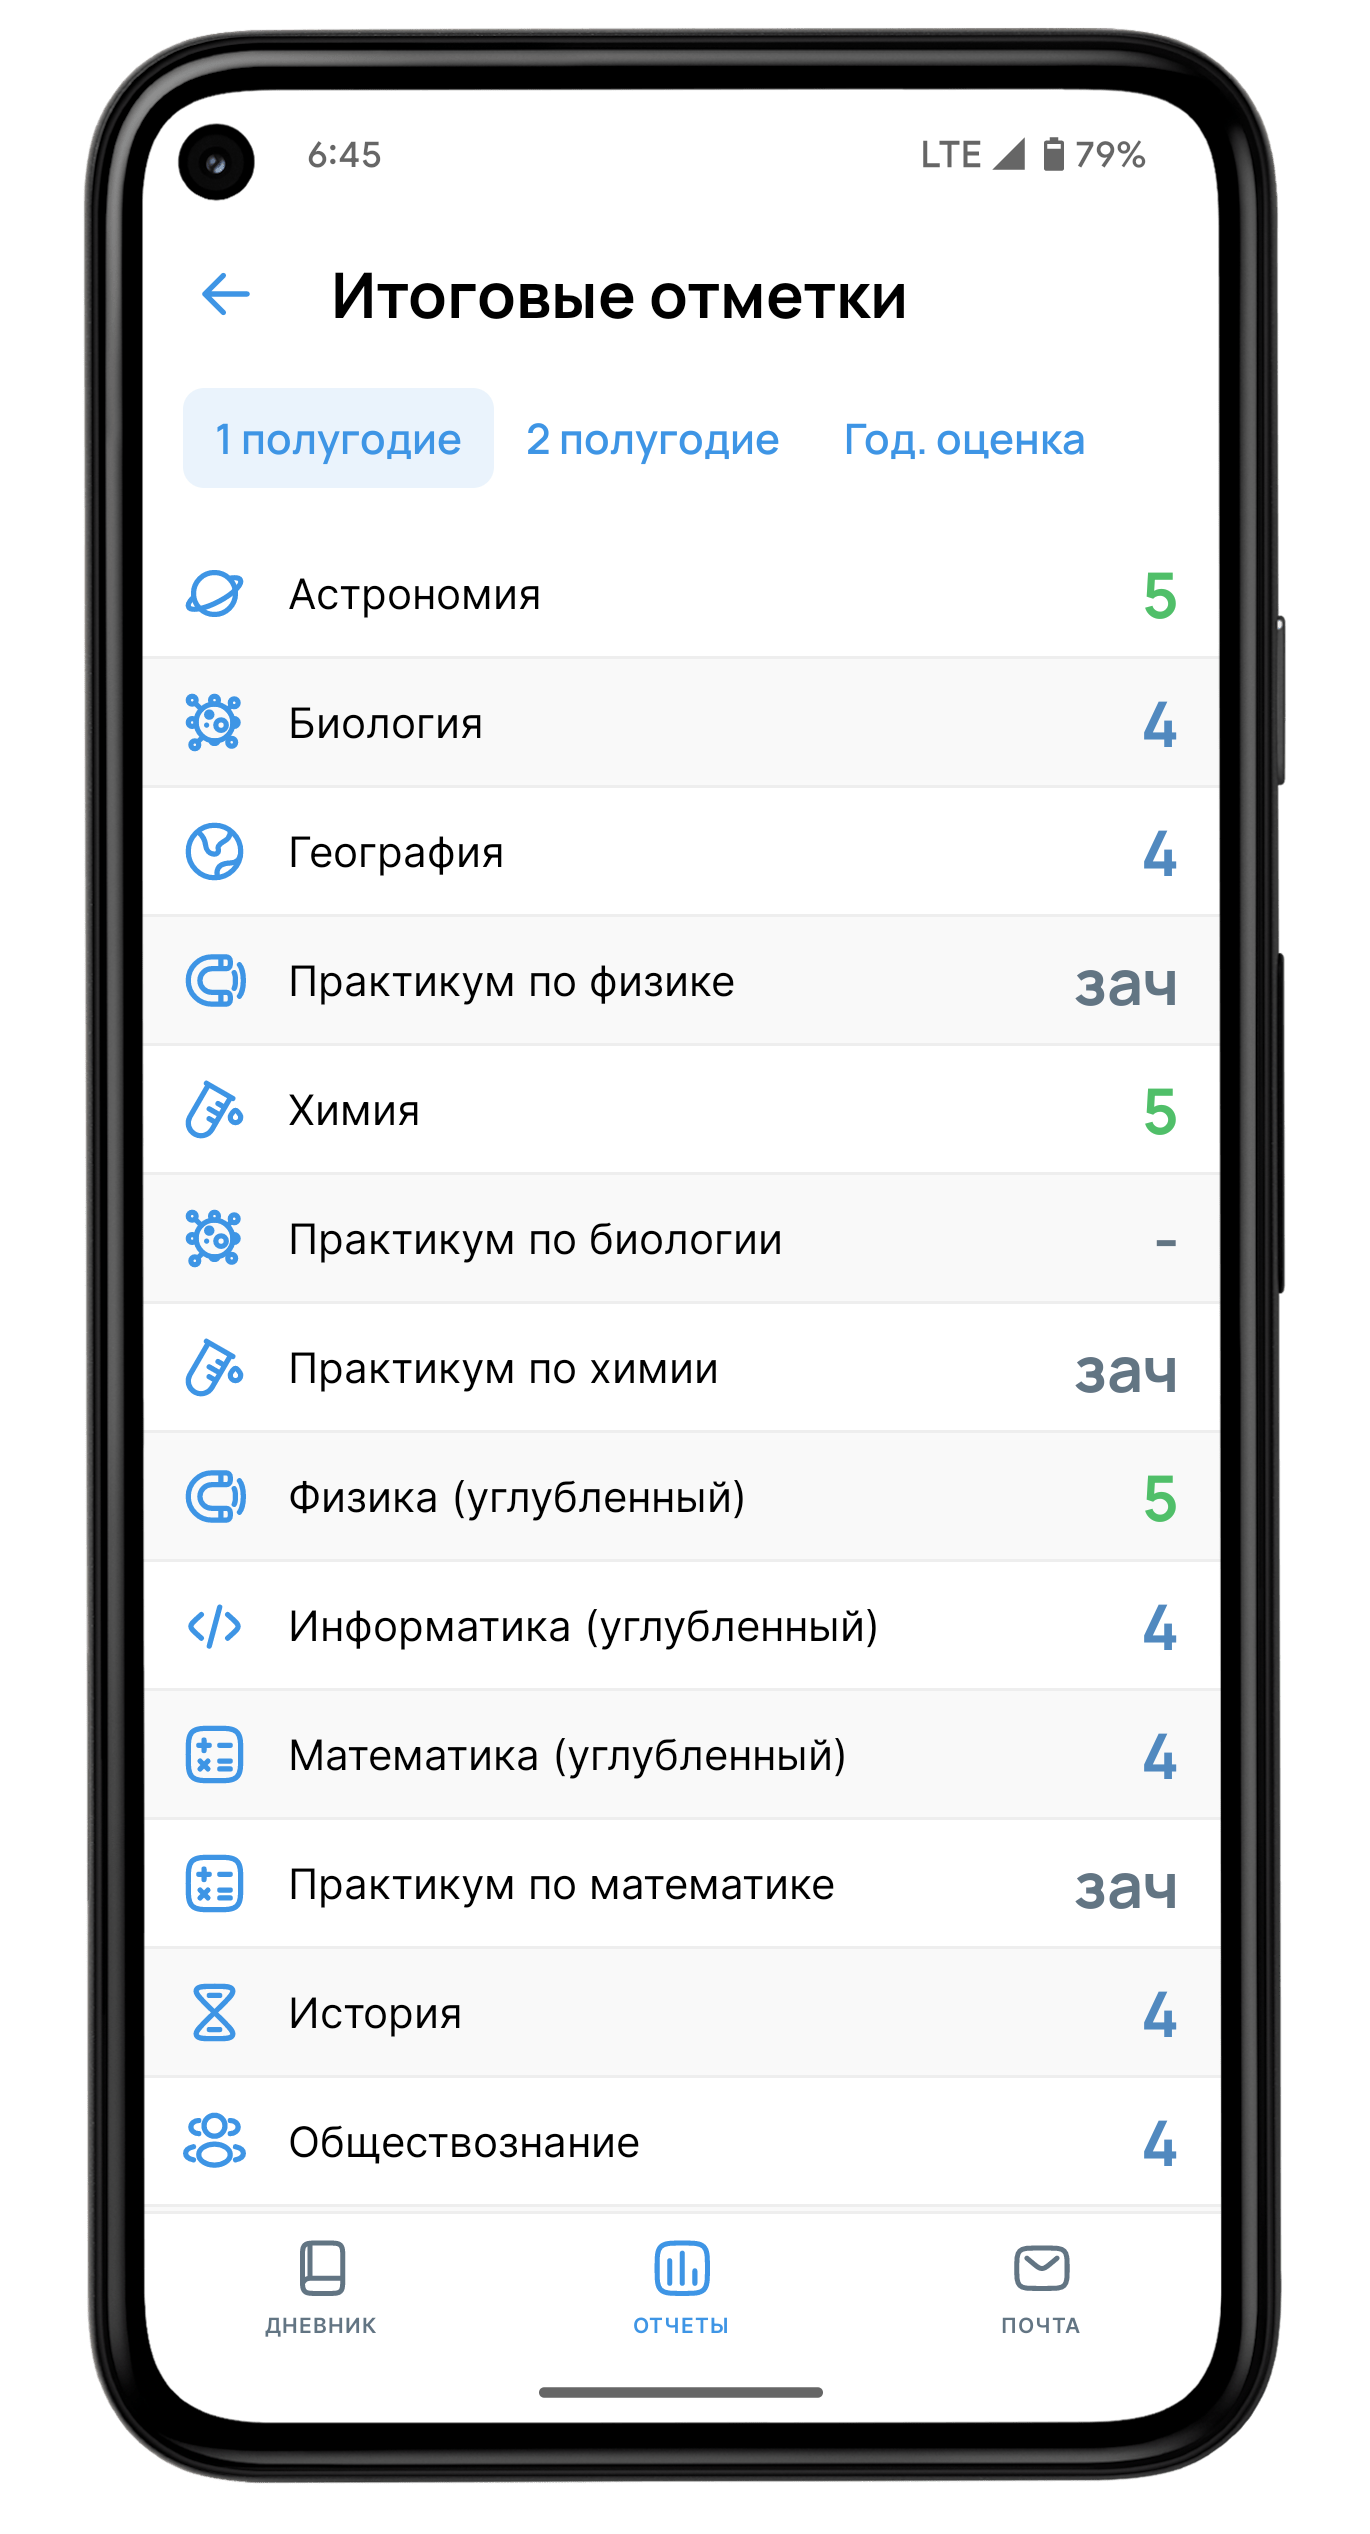 6:45 LTE 79%
Итоговые отметки
1 полугодие 2 полугодие Год. оценка
Астрономия 5
Биология 4
География 4
Практикум по физике зач
Химия 5
Практикум по биологии -
Практикум по химии зач
Физика (углубленный) 5
Информатика (углубленный) 4
Математика (углубленный) 4
Практикум по математике зач
История 4
Обществознание 4
ДНЕВНИК ОТЧЕТЫ ПОЧТА